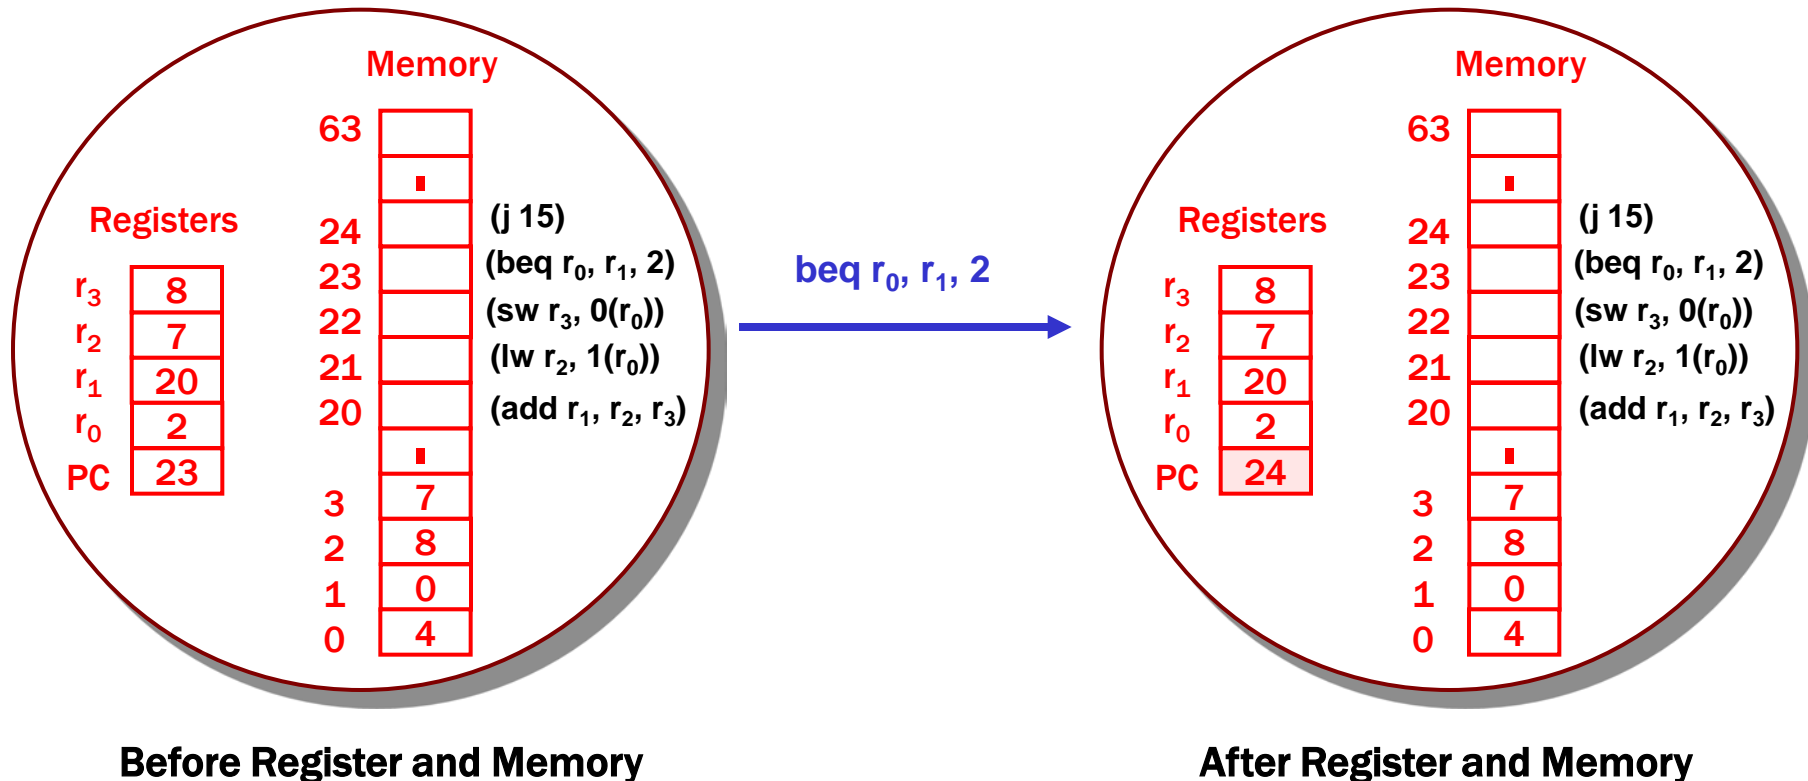 Memory
63
24 (j 15)
Registers
23 (beq r₀, r₁, 2)
r₃ 8
22 (sw r₃, 0(r₀))
r₂ 7
21 (lw r₂, 1(r₀))
r₁ 20
20 (add r₁, r₂, r₃)
r₀ 2
PC 23
3 7
2 8
1 0
0 4
Before Register and Memory
beq r₀, r₁, 2
Memory
63
24 (j 15)
Registers
23 (beq r₀, r₁, 2)
r₃ 8
22 (sw r₃, 0(r₀))
r₂ 7
21 (lw r₂, 1(r₀))
r₁ 20
20 (add r₁, r₂, r₃)
r₀ 2
PC 24
3 7
2 8
1 0
0 4
After Register and Memory